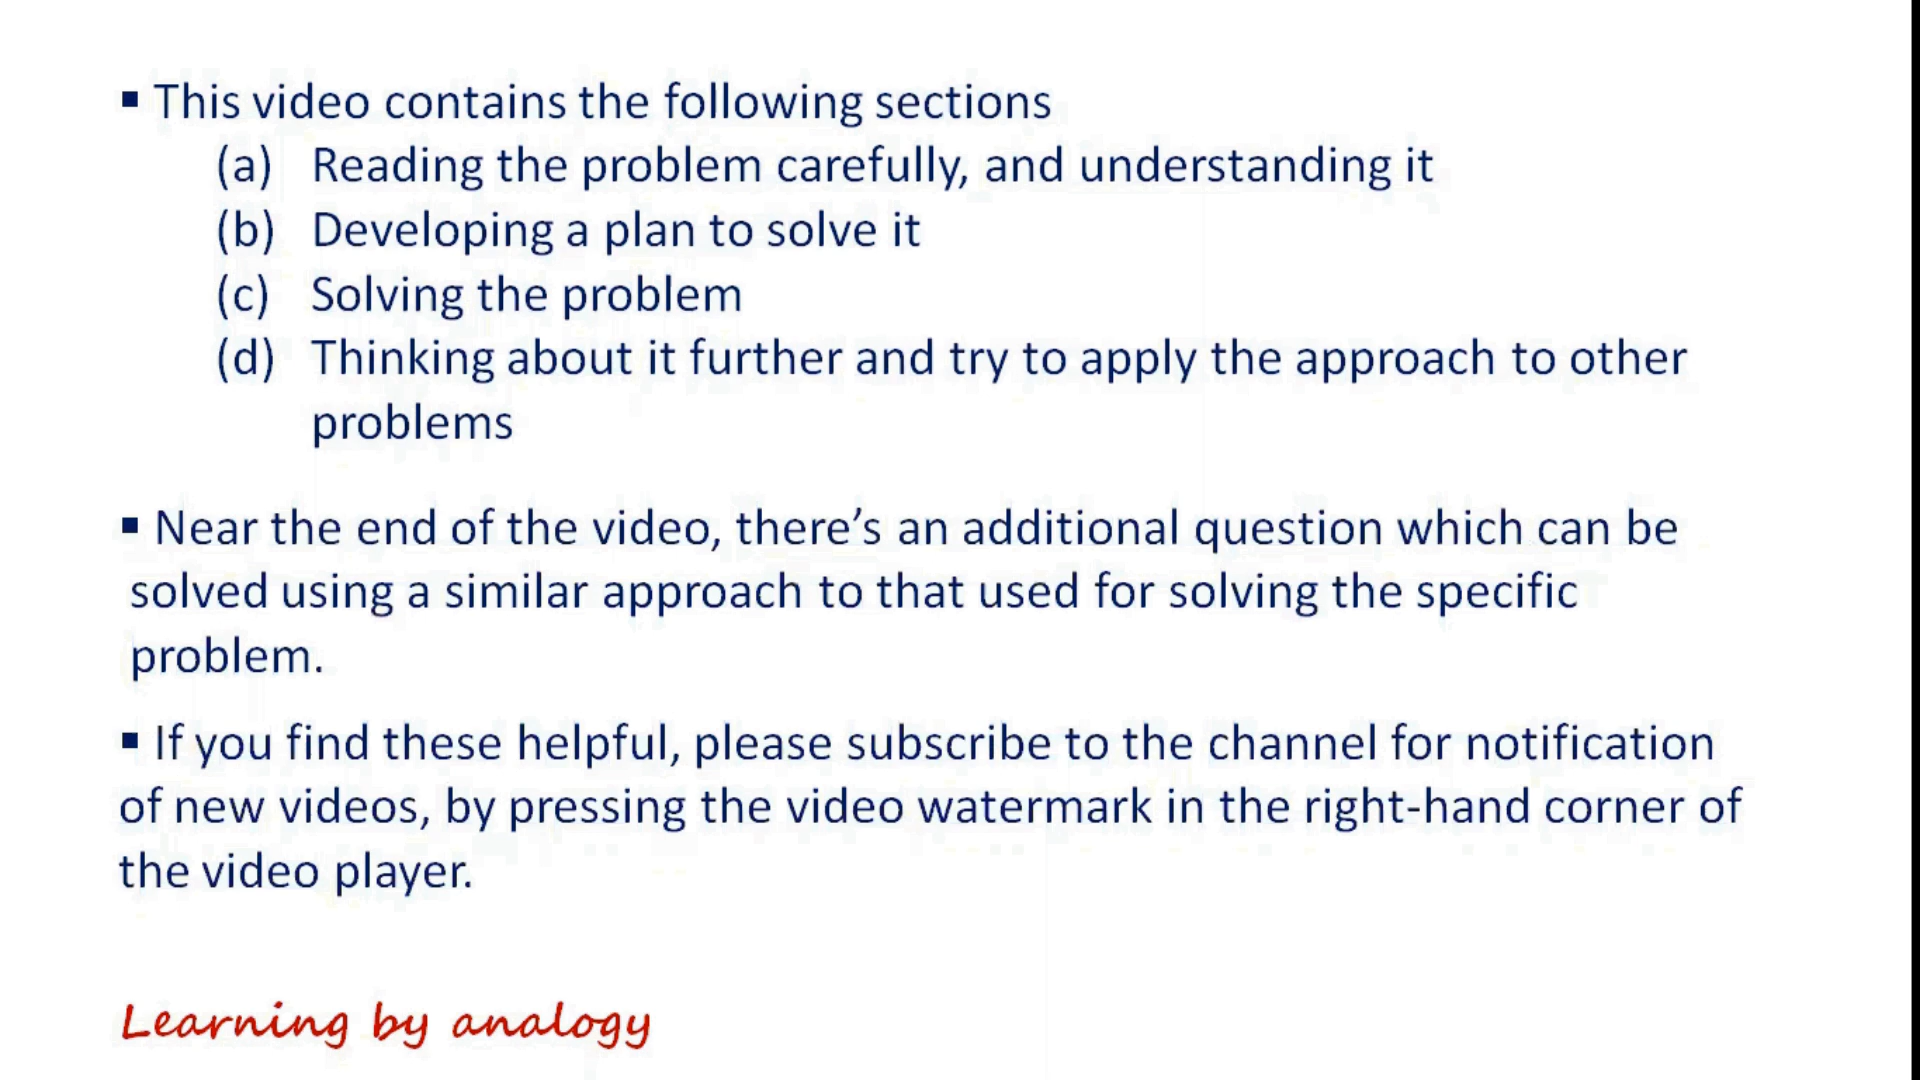 ▪ This video contains the following sections
(a) Reading the problem carefully, and understanding it
(b) Developing a plan to solve it
(c) Solving the problem
(d) Thinking about it further and try to apply the approach to other
problems
▪ Near the end of the video, there’s an additional question which can be
solved using a similar approach to that used for solving the specific
problem.
▪ If you find these helpful, please subscribe to the channel for notification
of new videos, by pressing the video watermark in the right-hand corner of
the video player.
Learning by analogy